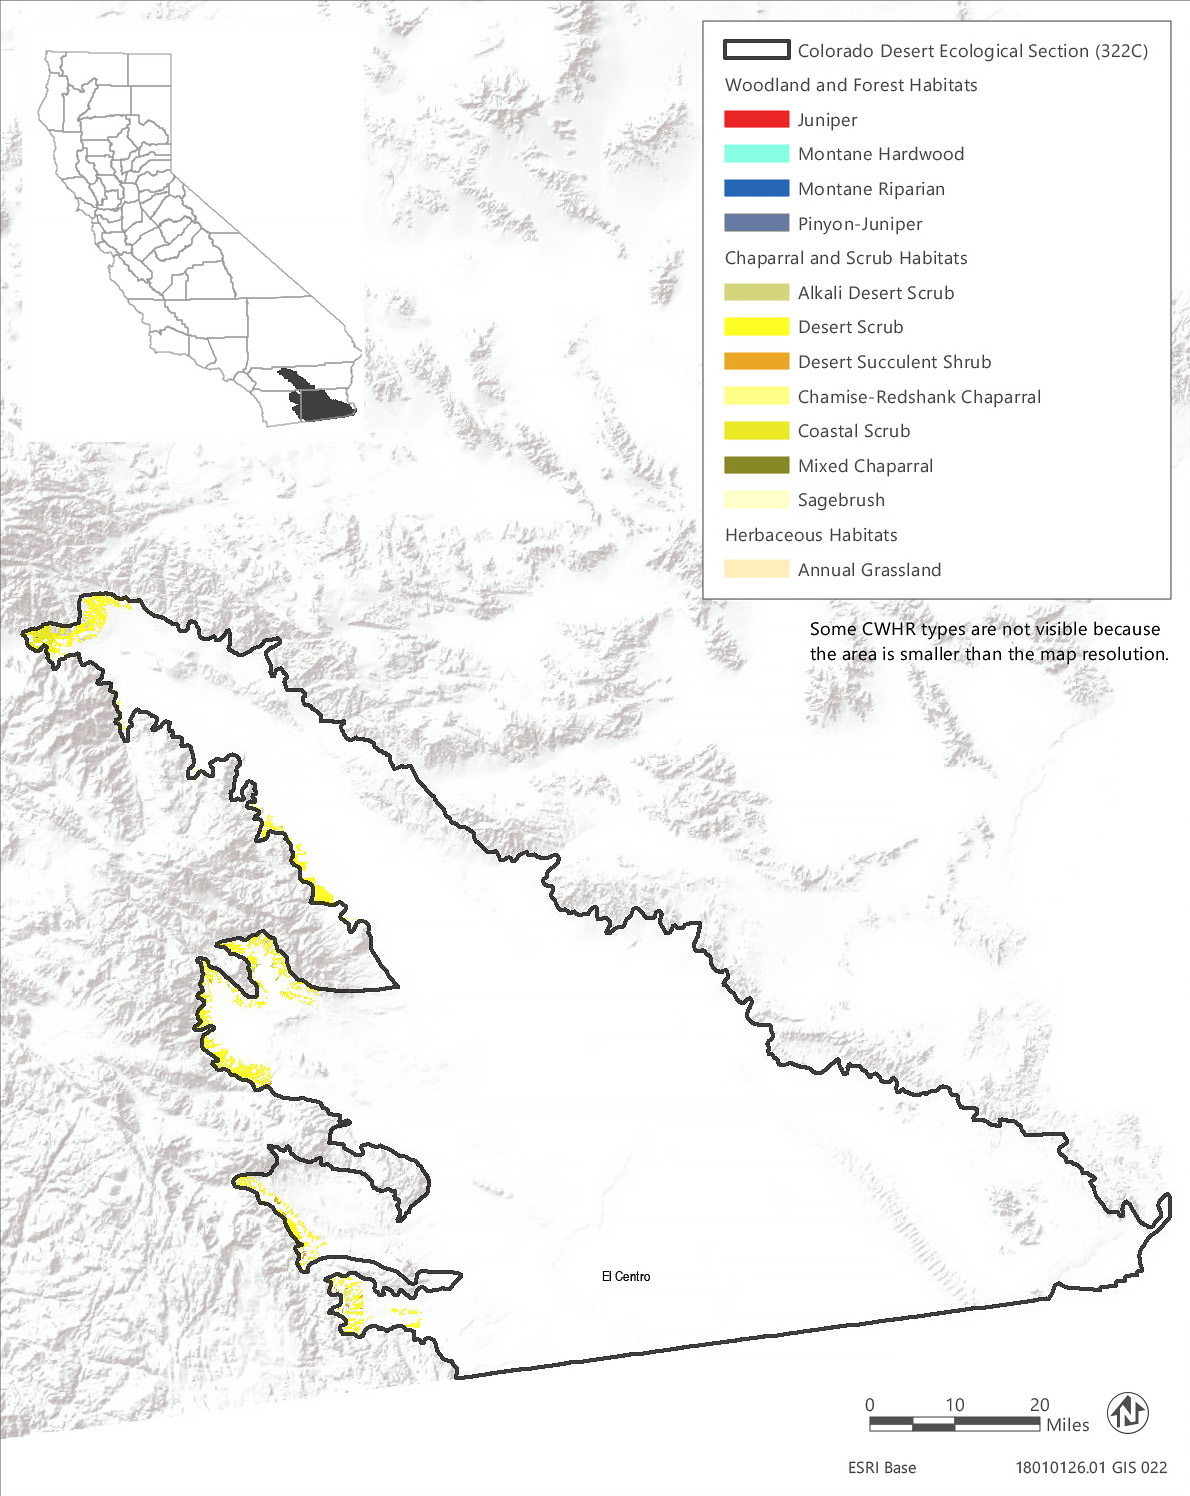 Colorado Desert Ecological Section (322C)
Woodland and Forest Habitats
Juniper
Montane Hardwood
Montane Riparian
Pinyon-Juniper
Chaparral and Scrub Habitats
Alkali Desert Scrub
Desert Scrub
Desert Succulent Shrub
Chamise-Redshank Chaparral
Coastal Scrub
Mixed Chaparral
Sagebrush
Herbaceous Habitats
Annual Grassland
Some CWHR types are not visible because
the area is smaller than the map resolution.
El Centro
0 10 20
Miles
N
ESRI Base 18010126.01 GIS 022